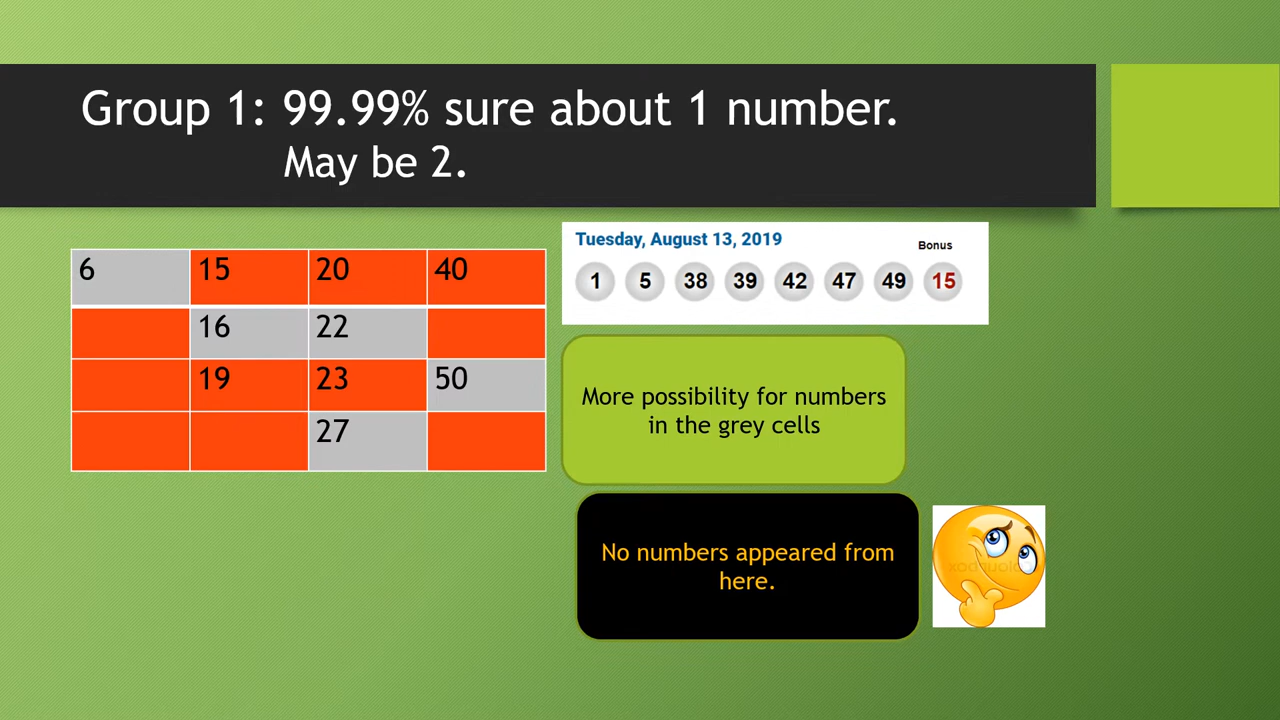 Group 1: 99.99% sure about 1 number.
May be 2.
6 15 20 40
16 22
19 23 50
27
Tuesday, August 13, 2019
Bonus
1 5 38 39 42 47 49 15
More possibility for numbers
in the grey cells
No numbers appeared from
here.